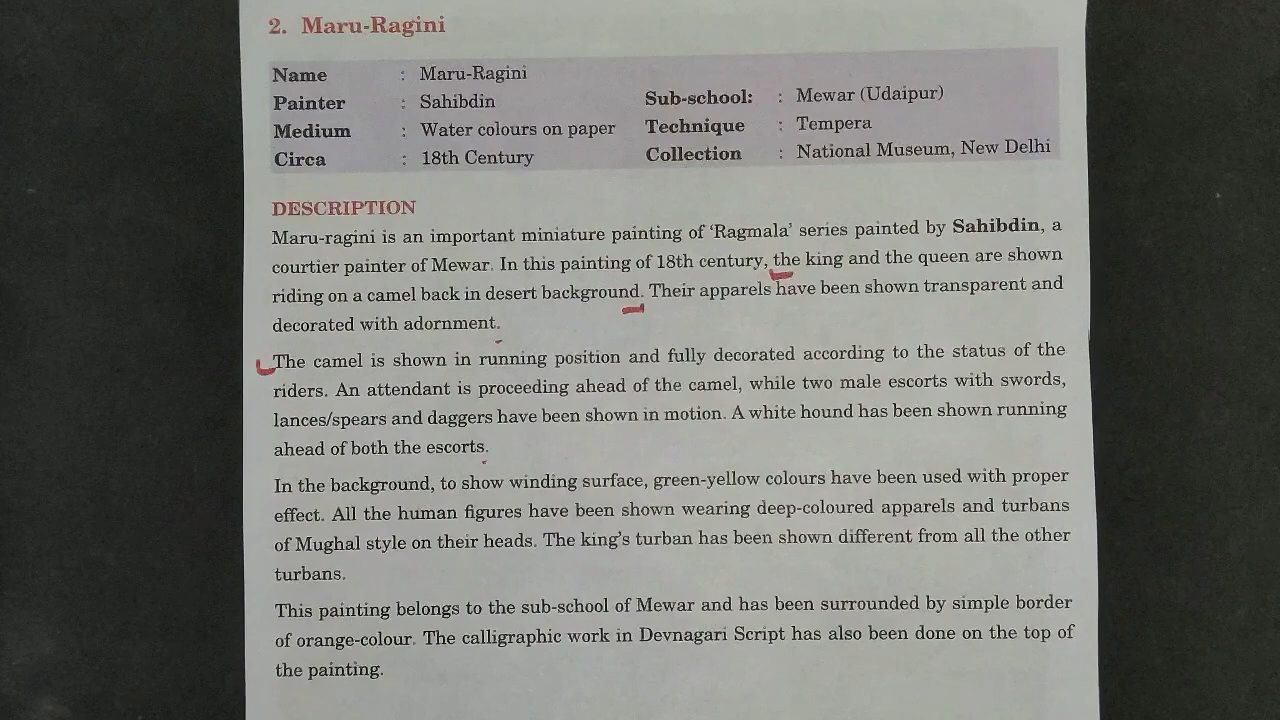 2. Maru-Ragini
Name : Maru-Ragini
Painter : Sahibdin Sub-school: : Mewar (Udaipur)
Medium : Water colours on paper Technique : Tempera
Circa : 18th Century Collection : National Museum, New Delhi
DESCRIPTION
Maru-ragini is an important miniature painting of ‘Ragmala’ series painted by Sahibdin, a
courtier painter of Mewar. In this painting of 18th century, the king and the queen are shown
riding on a camel back in desert background. Their apparels have been shown transparent and
decorated with adornment.
The camel is shown in running position and fully decorated according to the status of the
riders. An attendant is proceeding ahead of the camel, while two male escorts with swords,
lances/spears and daggers have been shown in motion. A white hound has been shown running
ahead of both the escorts.
In the background, to show winding surface, green-yellow colours have been used with proper
effect. All the human figures have been shown wearing deep-coloured apparels and turbans
of Mughal style on their heads. The king’s turban has been shown different from all the other
turbans.
This painting belongs to the sub-school of Mewar and has been surrounded by simple border
of orange-colour. The calligraphic work in Devnagari Script has also been done on the top of
the painting.